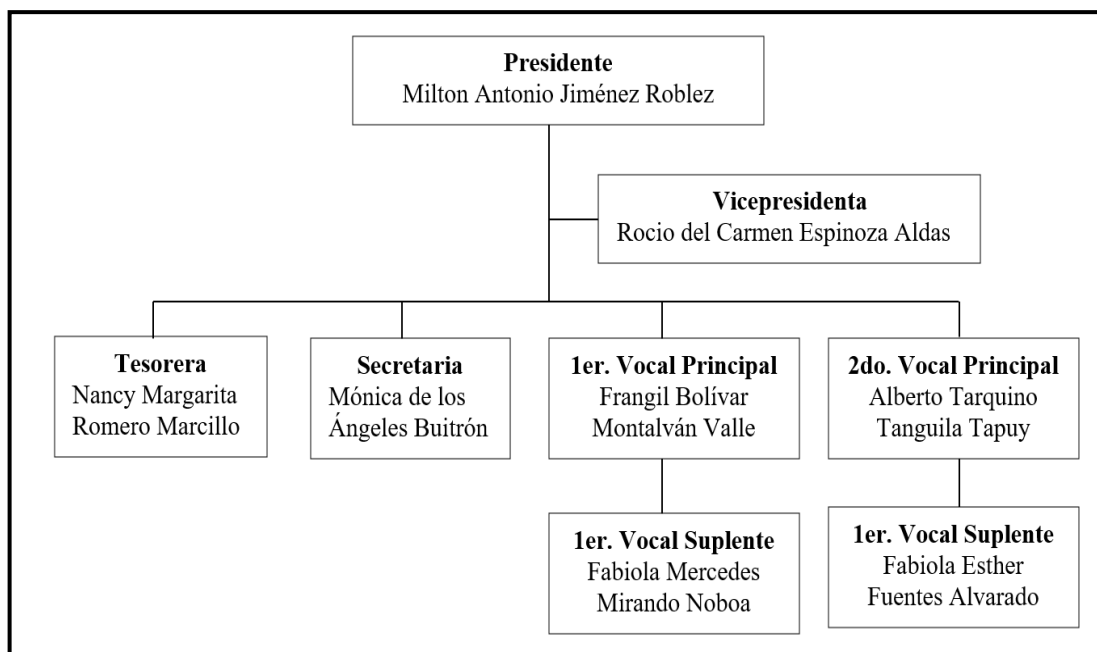 Presidente
Milton Antonio Jiménez Roblez
Vicepresidenta
Rocio del Carmen Espinoza Aldas
Tesorera
Nancy Margarita
Romero Marcillo
Secretaria
Mónica de los
Ángeles Buitrón
1er. Vocal Principal
Frangil Bolívar
Montalván Valle
2do. Vocal Principal
Alberto Tarquino
Tanguila Tapuy
1er. Vocal Suplente
Fabiola Mercedes
Mirando Noboa
1er. Vocal Suplente
Fabiola Esther
Fuentes Alvarado